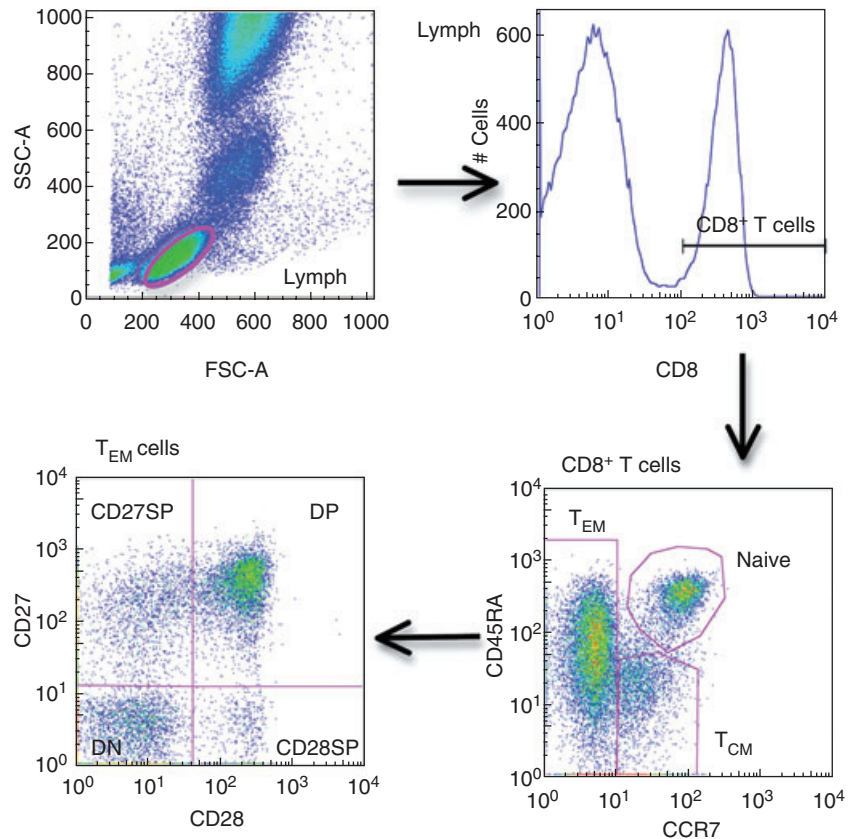 1000
800
600
400
200
0
SSC-A
Lymph
0 200 400 600 800 1000
FSC-A
Lymph
600
400
200
0
# Cells
CD8+ T cells
10^0 10^1 10^2 10^3 10^4
CD8
T_EM cells
10^4
10^3
10^2
10^1
10^0
CD27
CD27SP DP
DN CD28SP
10^0 10^1 10^2 10^3 10^4
CD28
CD8+ T cells
10^4
10^3
10^2
10^1
10^0
CD45RA
T_EM
Naive
T_CM
10^0 10^1 10^2 10^3 10^4
CCR7